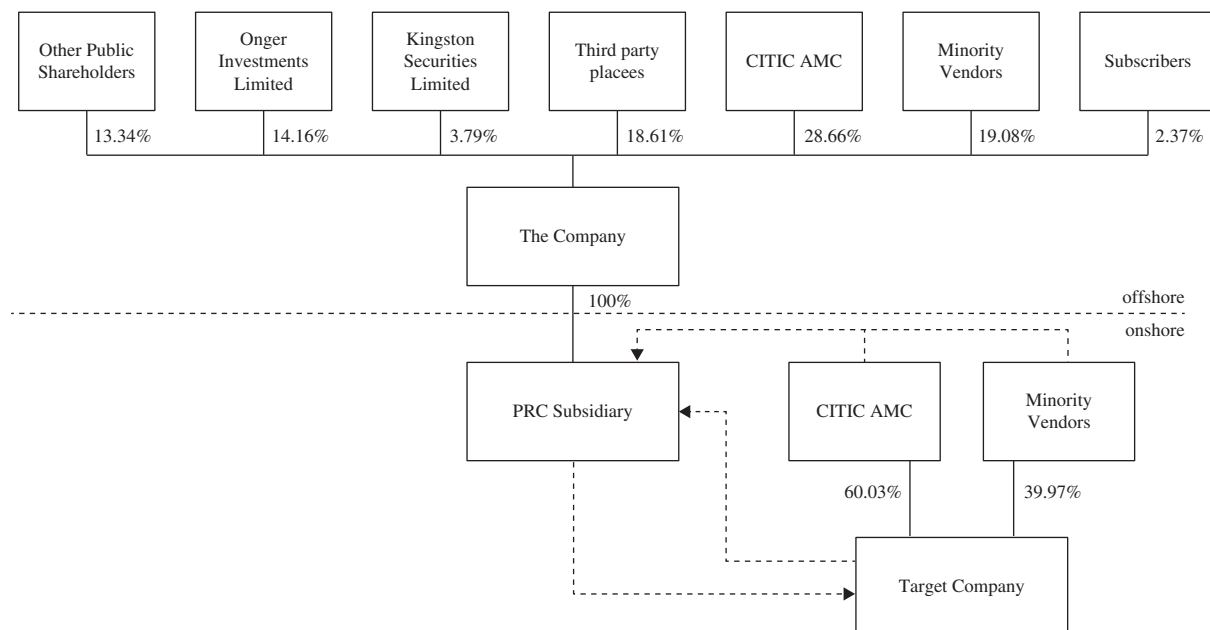 Other Public
Shareholders
Onger
Investments
Limited
Kingston
Securities
Limited
Third party
placees
CITIC AMC
Minority
Vendors
Subscribers
13.34%
14.16%
3.79%
18.61%
28.66%
19.08%
2.37%
The Company
100%
offshore
onshore
PRC Subsidiary
CITIC AMC
Minority
Vendors
60.03%
39.97%
Target Company